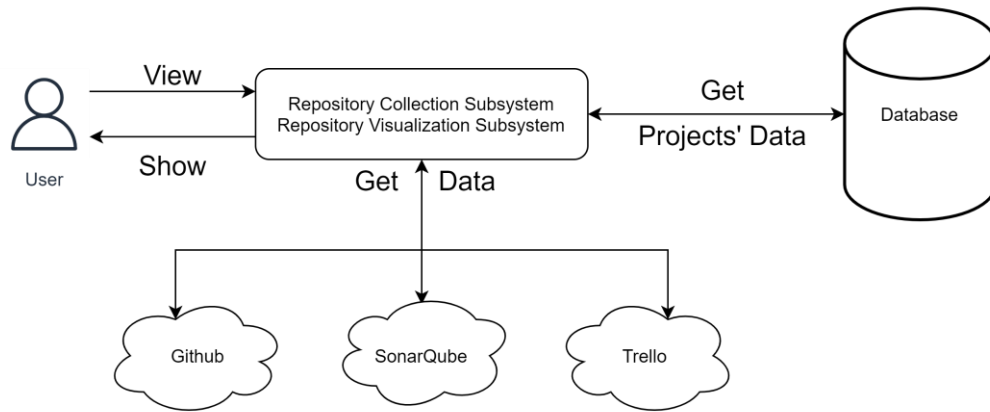 View
Show
User
Repository Collection Subsystem
Repository Visualization Subsystem
Get
Projects' Data
Database
Get Data
Github
SonarQube
Trello